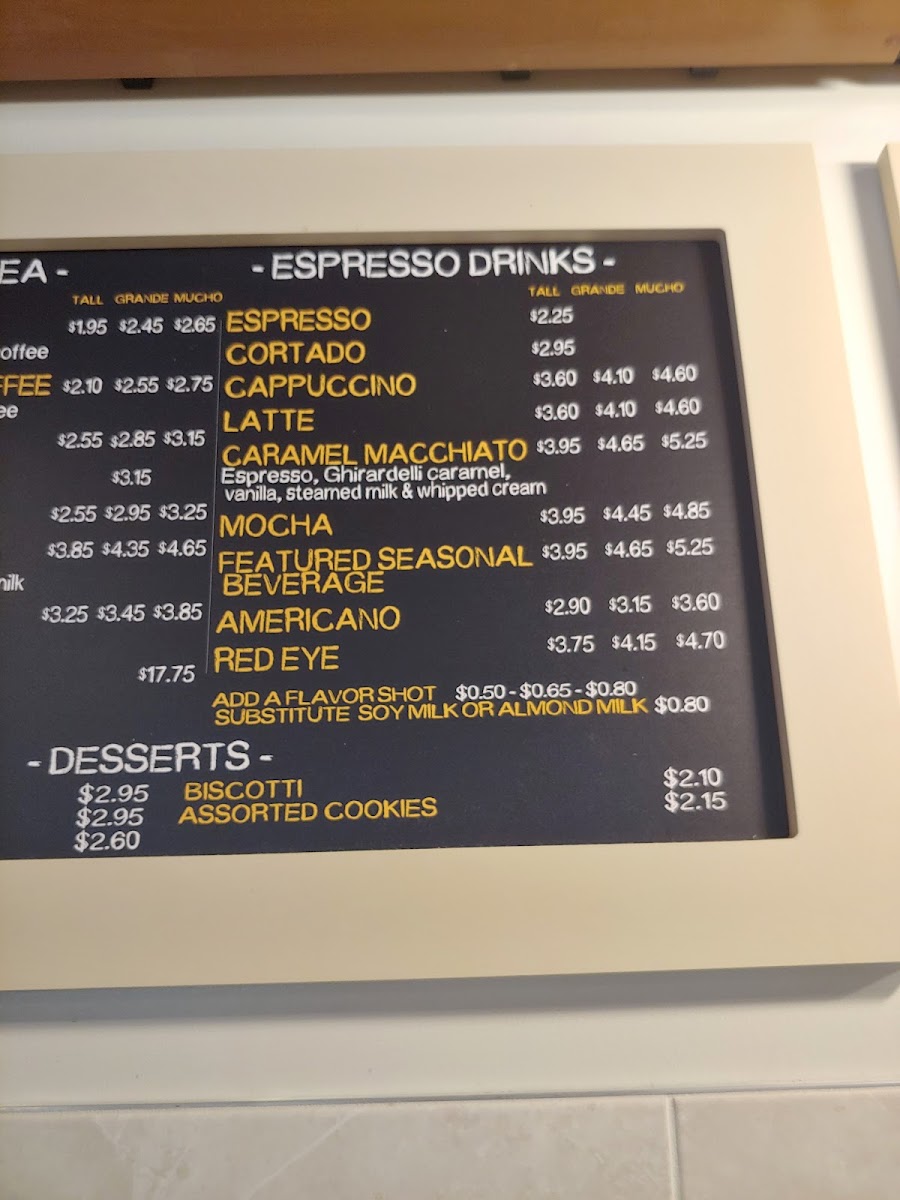 EA -
TALL GRANDE MUCHO
$1.95 $2.45 $2.65
offee
FFEE $2.10 $2.55 $2.75
ee
$2.55 $2.85 $3.15
$3.15
$2.55 $2.95 $3.25
$3.85 $4.35 $4.65
milk
$3.25 $3.45 $3.85
$17.75
- ESPRESSO DRINKS -
TALL GRANDE MUCHO
ESPRESSO $2.25
CORTADO $2.95
CAPPUCCINO $3.60 $4.10 $4.60
LATTE $3.60 $4.10 $4.60
CARAMEL MACCHIATO $3.95 $4.65 $5.25
Espresso, Ghirardelli caramel,
vanilla, steamed milk & whipped cream
MOCHA $3.95 $4.45 $4.85
FEATURED SEASONAL $3.95 $4.65 $5.25
BEVERAGE
AMERICANO $2.90 $3.15 $3.60
RED EYE $3.75 $4.15 $4.70
ADD A FLAVOR SHOT $0.50 - $0.65 - $0.80
SUBSTITUTE SOY MILK OR ALMOND MILK $0.80
- DESSERTS -
$2.95 BISCOTTI $2.10
$2.95 ASSORTED COOKIES $2.15
$2.60